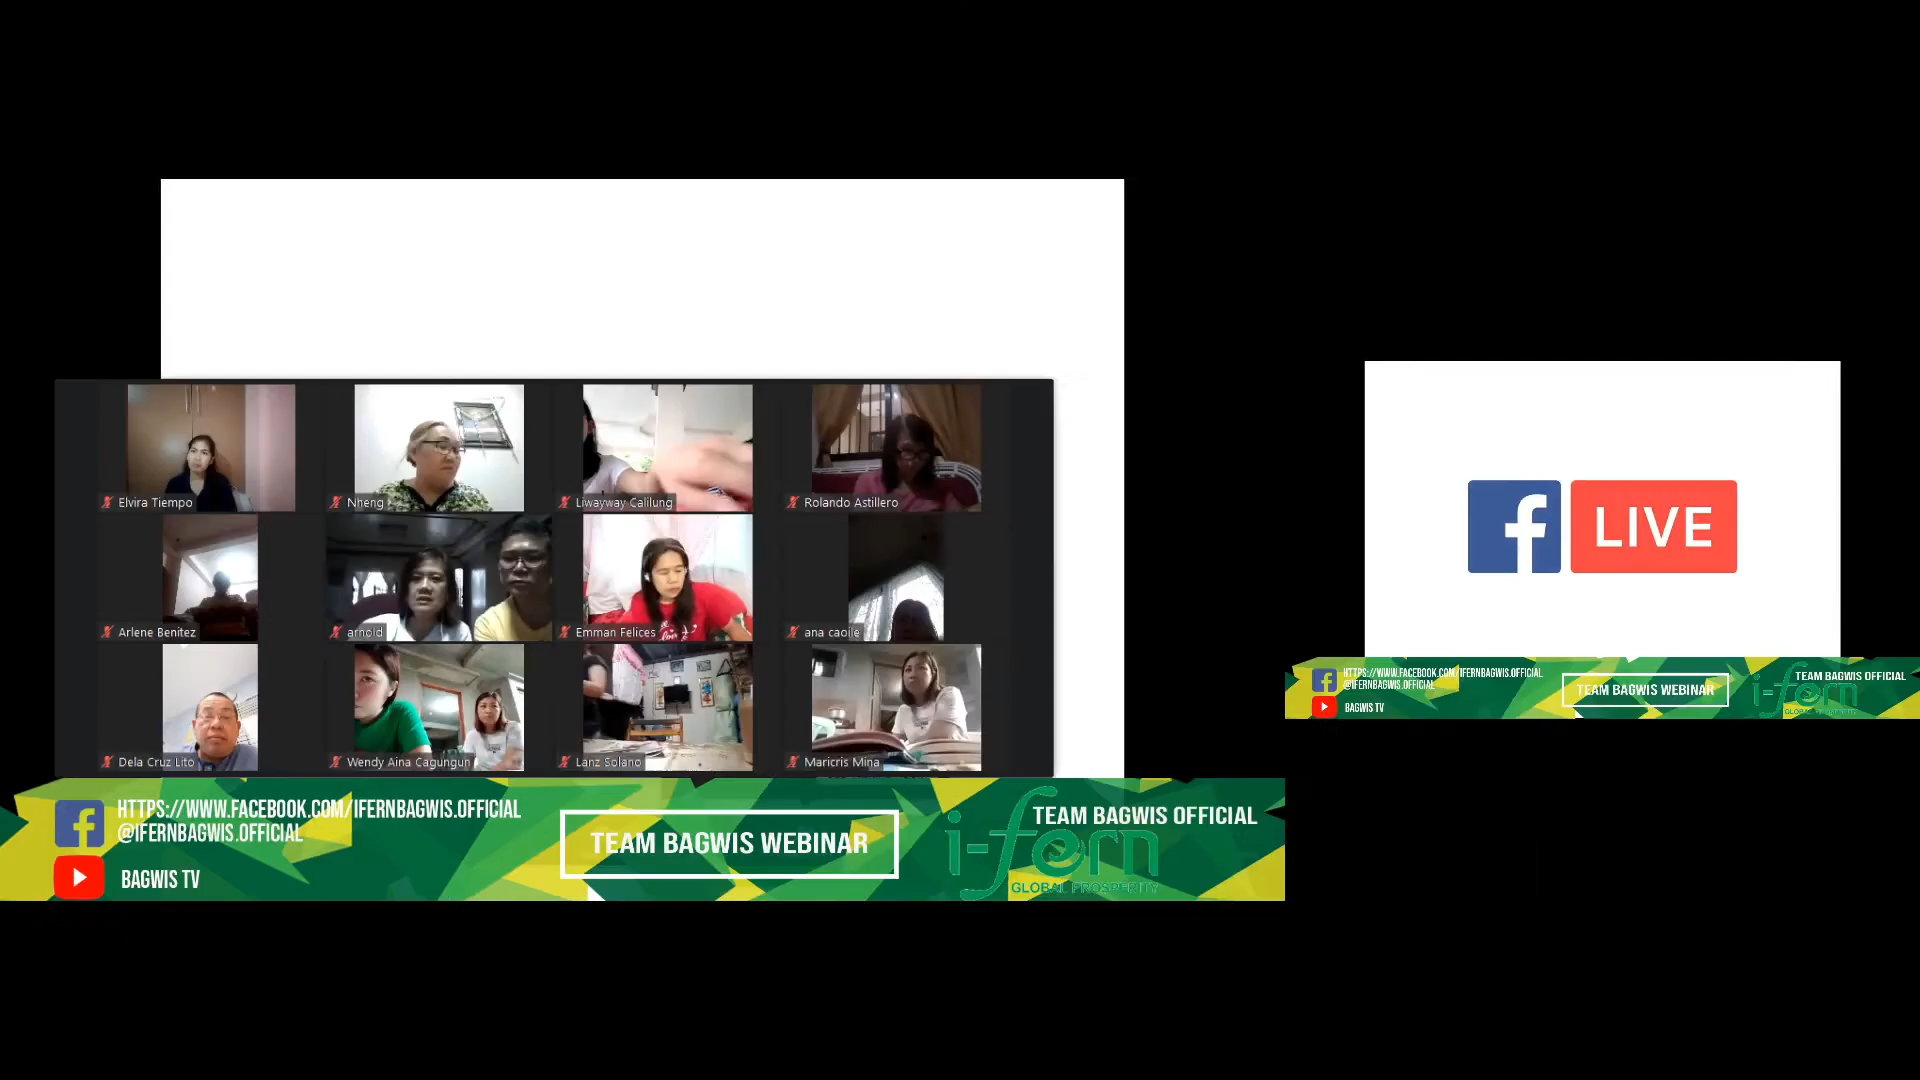 Elvira Tiempo
Nheng
Liwayway Calilung
Rolando Astillero
Arlene Benitez
arnold
Emman Felices
ana caoile
Dela Cruz Lito
Wendy Aina Cagungun
Lanz Solano
Maricris Mina
HTTPS://WWW.FACEBOOK.COM/IFERNBAGWIS.OFFICIAL
@IFERNBAGWIS.OFFICIAL
BAGWIS TV
TEAM BAGWIS WEBINAR
TEAM BAGWIS OFFICIAL
i-fern
GLOBAL PROSPERITY
f LIVE
HTTPS://WWW.FACEBOOK.COM/IFERNBAGWIS.OFFICIAL
@IFERNBAGWIS.OFFICIAL
BAGWIS TV
TEAM BAGWIS WEBINAR
TEAM BAGWIS OFFICIAL
i-fern
GLOBAL PROSPERITY